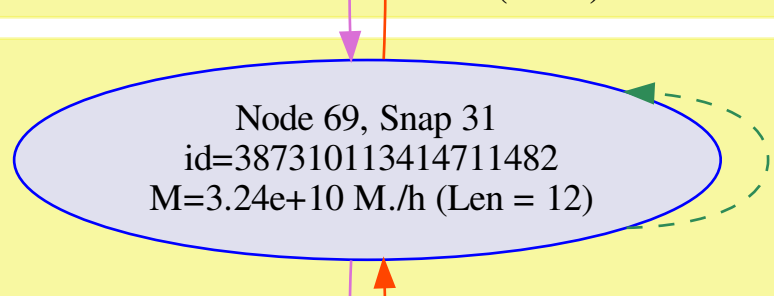 Node 69, Snap 31
id=387310113414711482
M=3.24e+10 M./h (Len = 12)